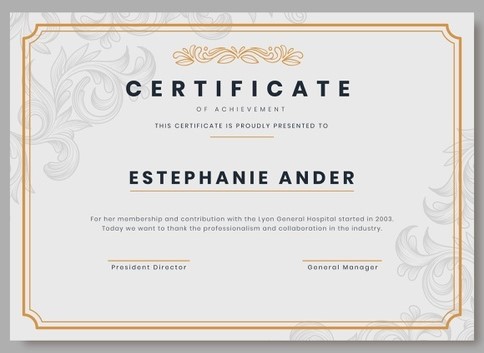 CERTIFICATE
OF ACHIEVEMENT
THIS CERTIFICATE IS PROUDLY PRESENTED TO
ESTEPHANIE ANDER
For her membership and contribution with the Lyon General Hospital started in 2003.
Today we want to thank the professionalism and collaboration in the industry.
President Director
General Manager